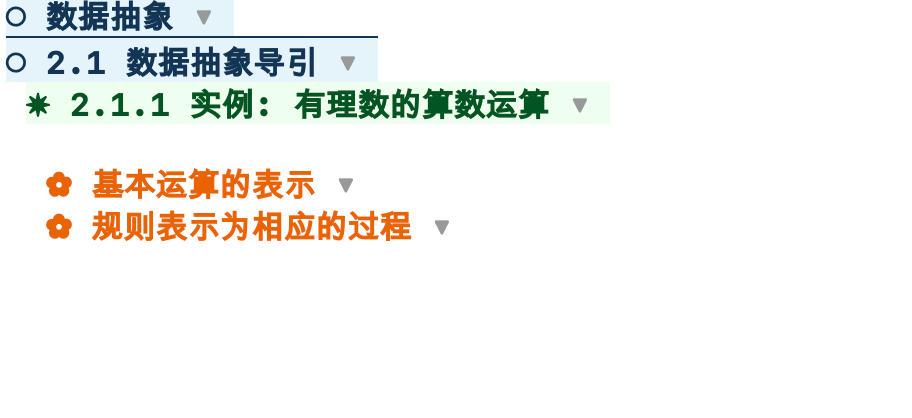 数据抽象
2.1 数据抽象导引
2.1.1 实例: 有理数的算数运算
基本运算的表示
规则表示为相应的过程